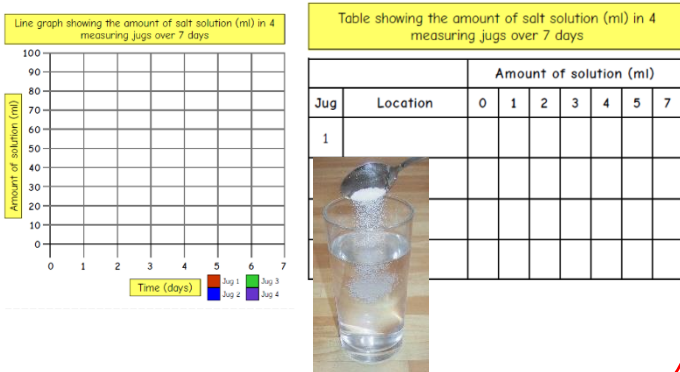 Line graph showing the amount of salt solution (ml) in 4
measuring jugs over 7 days
100
90
80
70
60
50
40
30
20
10
0
Amount of solution (ml)
0 1 2 3 4 5 6 7
Time (days)
Jug 1 Jug 3
Jug 2 Jug 4
Table showing the amount of salt solution (ml) in 4
measuring jugs over 7 days
Amount of solution (ml)
Jug Location 0 1 2 3 4 5 7
1